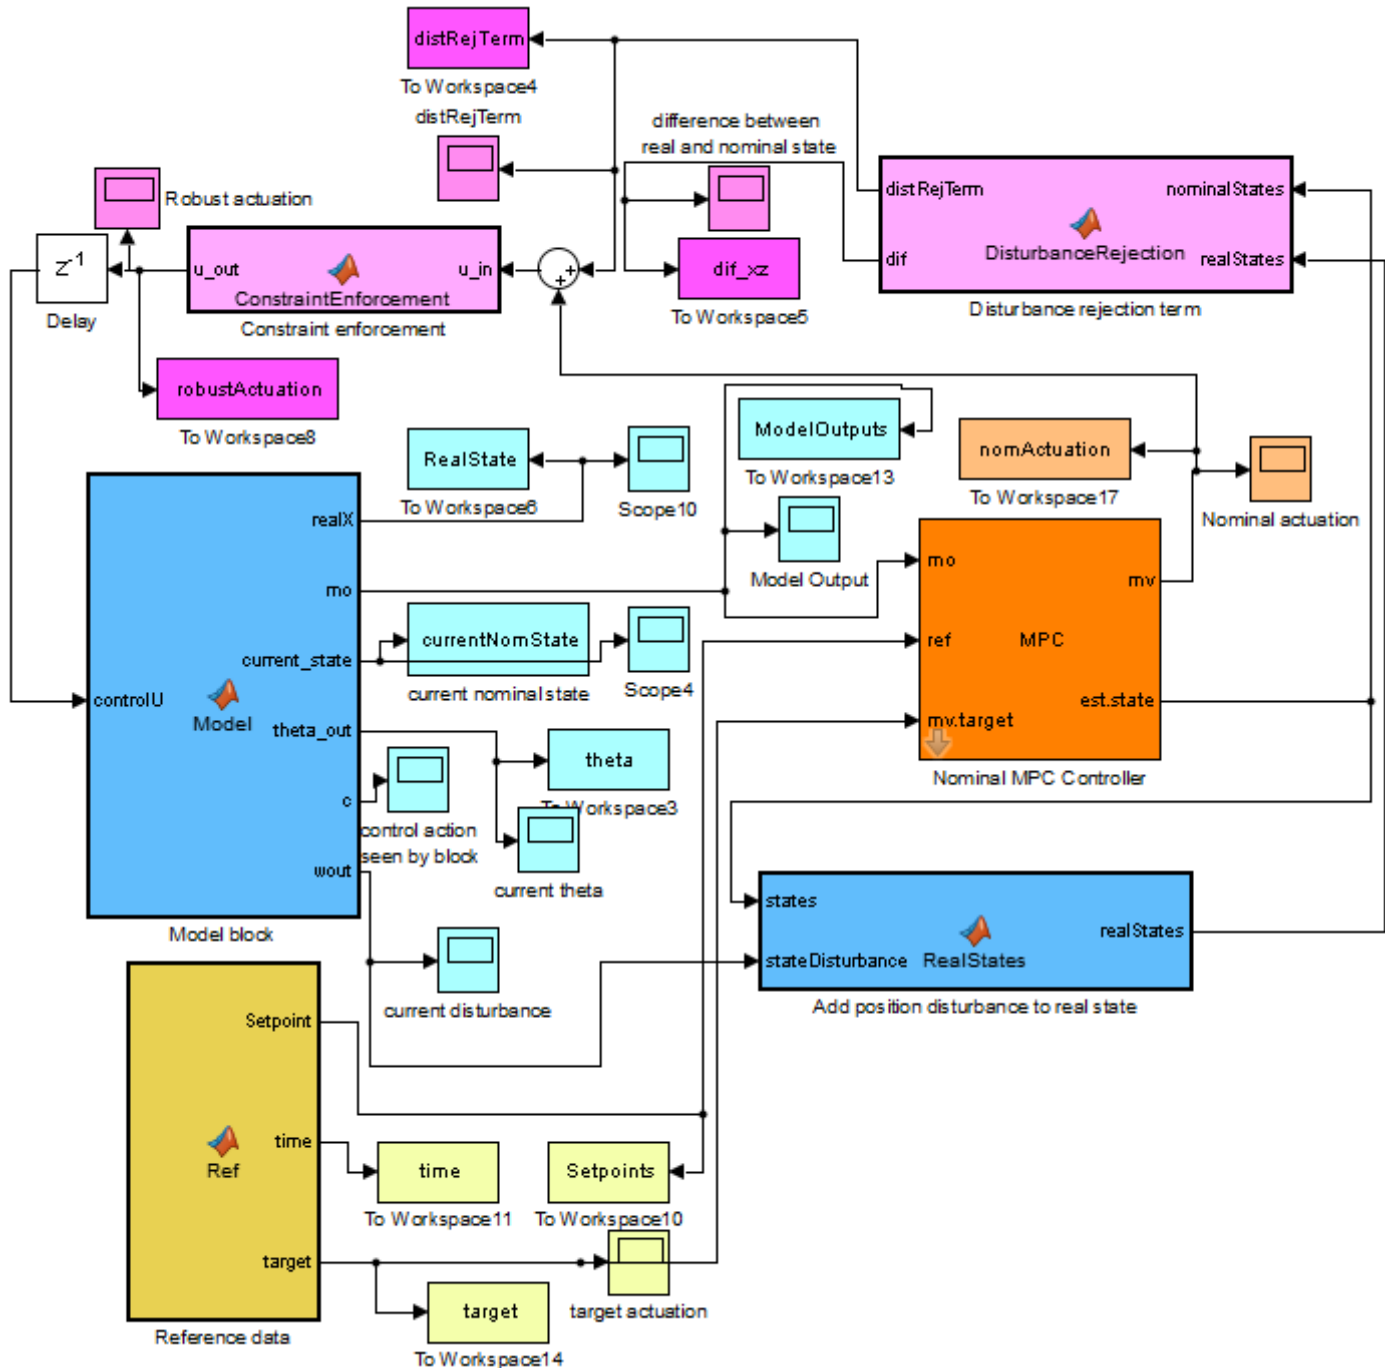 distRejTerm
To Workspace4
distRejTerm
difference between
real and nominal state
Robust actuation
distRejTerm
nominalStates
DisturbanceRejection
dif
realStates
Disturbance rejection term
z-1
Delay
u_out
u_in
ConstraintEnforcement
Constraint enforcement
+
+
dif_xz
To Workspace5
robustActuation
To Workspace8
RealState
To Workspace6
Scope10
ModelOutputs
To Workspace13
nomActuation
To Workspace17
Nominal actuation
Model Output
realX
mo
current_state
controlU
Model
theta_out
c
wout
Model block
currentNomState
current nominal state
Scope4
theta
To Workspace3
control action
seen by block
current theta
current disturbance
mo
mv
ref
MPC
est.state
mv.target
Nominal MPC Controller
states
realStates
stateDisturbance
RealStates
Add position disturbance to real state
Setpoint
time
Ref
target
Reference data
time
To Workspace11
Setpoints
To Workspace10
target
To Workspace14
target actuation